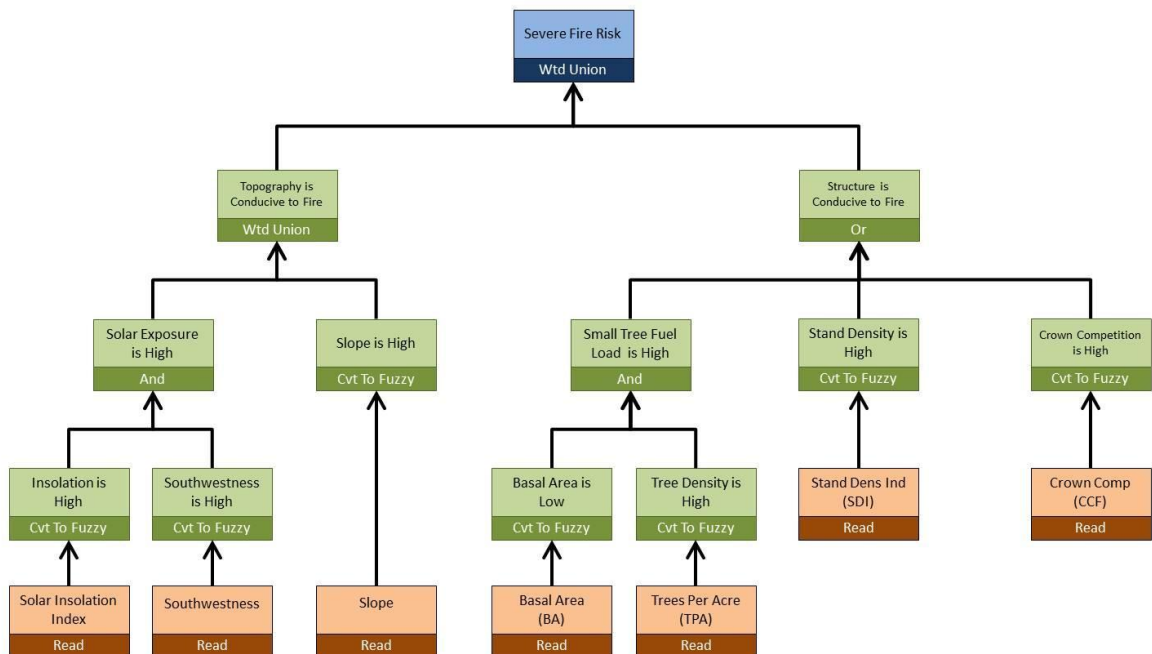 Severe Fire Risk
Wtd Union
Topography is
Conducive to Fire
Wtd Union
Structure is
Conducive to Fire
Or
Solar Exposure
is High
And
Slope is High
Cvt To Fuzzy
Small Tree Fuel
Load is High
And
Stand Density is
High
Cvt To Fuzzy
Crown Competition
is High
Cvt To Fuzzy
Insolation is
High
Cvt To Fuzzy
Southwestness
is High
Cvt To Fuzzy
Basal Area is
Low
Cvt To Fuzzy
Tree Density is
High
Cvt To Fuzzy
Stand Dens Ind
(SDI)
Read
Crown Comp
(CCF)
Read
Solar Insolation
Index
Read
Southwestness
Read
Slope
Read
Basal Area
(BA)
Read
Trees Per Acre
(TPA)
Read